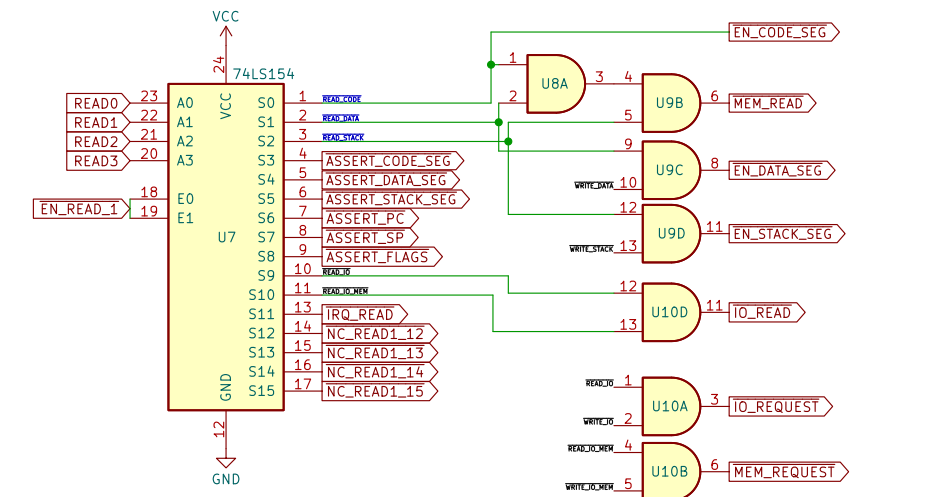 VCC
24
74LS154
VCC
READ0 23 A0 S0 1 READ_CODE
READ1 22 A1 S1 2 READ_DATA
READ2 21 A2 S2 3 READ_STACK
READ3 20 A3 S3 4 ASSERT_CODE_SEG
S4 5 ASSERT_DATA_SEG
EN_READ_1 18 E0 S5 6 ASSERT_STACK_SEG
19 E1 S6 7 ASSERT_PC
U7 S7 8 ASSERT_SP
S8 9 ASSERT_FLAGS
S9 10 READ_IO
S10 11 READ_IO_MEM
S11 13 IRQ_READ
S12 14 NC_READ1_12
S13 15 NC_READ1_13
S14 16 NC_READ1_14
S15 17 NC_READ1_15
GND
12
GND
EN_CODE_SEG
1 U8A 3
2
4 U9B 6 MEM_READ
5
9 U9C 8 EN_DATA_SEG
WRITE_DATA 10
12 U9D 11 EN_STACK_SEG
WRITE_STACK 13
12 U10D 11 IO_READ
13
READ_IO 1 U10A 3 IO_REQUEST
WRITE_IO 2
READ_IO_MEM 4 U10B 6 MEM_REQUEST
WRITE_IO_MEM 5